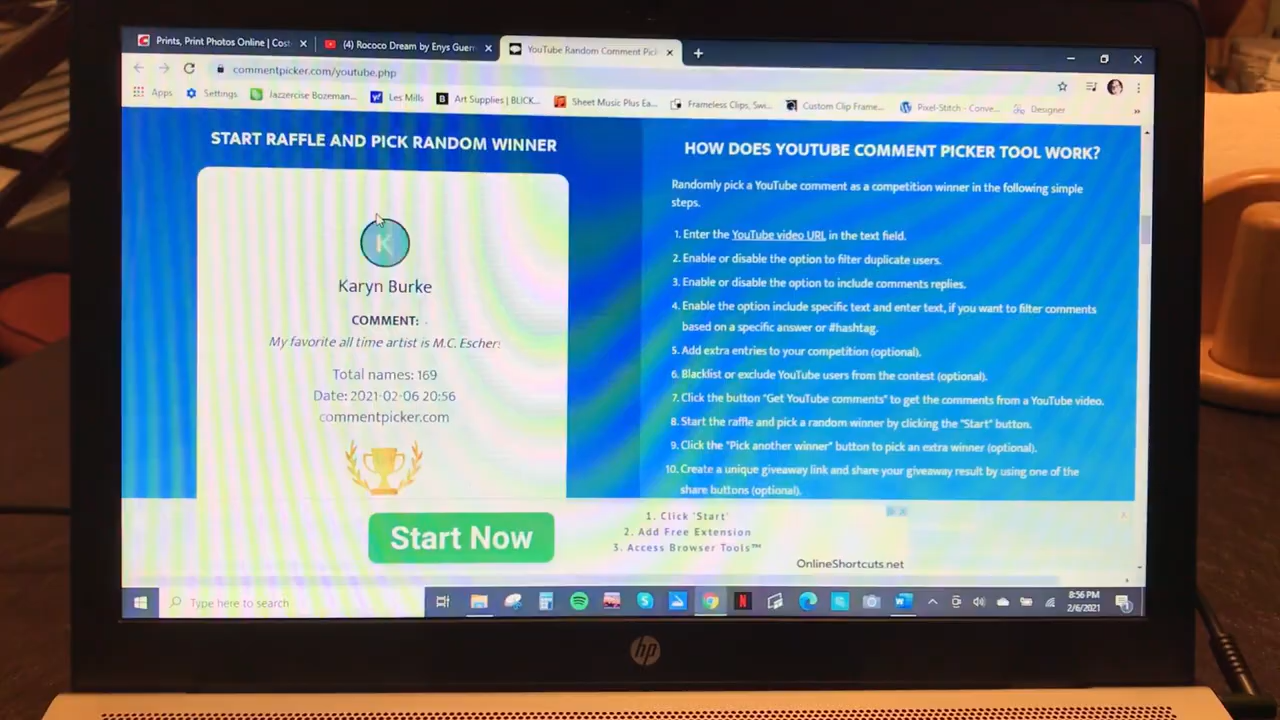 Prints, Print Photos Online | Cost
(4) Rococo Dream by Enys Guerr
YouTube Random Comment Pic
commentpicker.com/youtube.php
Apps
Settings
Jazzercise Bozeman...
Les Mills
Art Supplies | BLICK...
Sheet Music Plus Ea...
Frameless Clips, Swi...
Custom Clip Frame...
Pixel-Stitch - Conve...
Designer
START RAFFLE AND PICK RANDOM WINNER
K
Karyn Burke
COMMENT:
My favorite all time artist is M.C. Escher.
Total names: 169
Date: 2021-02-06 20:56
commentpicker.com
HOW DOES YOUTUBE COMMENT PICKER TOOL WORK?
Randomly pick a YouTube comment as a competition winner in the following simple
steps.
1. Enter the YouTube video URL in the text field.
2. Enable or disable the option to filter duplicate users.
3. Enable or disable the option to include comments replies.
4. Enable the option include specific text and enter text, if you want to filter comments
based on a specific answer or #hashtag.
5. Add extra entries to your competition (optional).
6. Blacklist or exclude YouTube users from the contest (optional).
7. Click the button "Get YouTube comments" to get the comments from a YouTube video.
8. Start the raffle and pick a random winner by clicking the "Start" button.
9. Click the "Pick another winner" button to pick an extra winner (optional).
10. Create a unique giveaway link and share your giveaway result by using one of the
share buttons (optional).
Start Now
1. Click 'Start'
2. Add Free Extension
3. Access Browser Tools™
OnlineShortcuts.net
Type here to search
8:56 PM
2/6/2021
hp